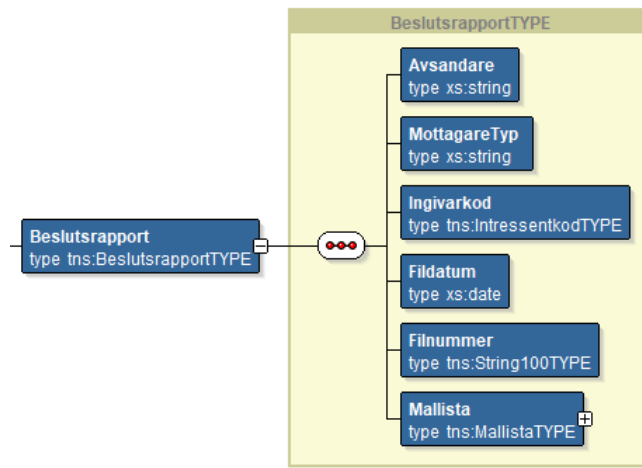 BeslutsrapportTYPE
Avsandare
type xs:string
MottagareTyp
type xs:string
Ingivarkod
type tns:IntressentkodTYPE
Beslutsrapport
type tns:BeslutsrapportTYPE
Fildatum
type xs:date
Filnummer
type tns:String100TYPE
Mallista
type tns:MallistaTYPE